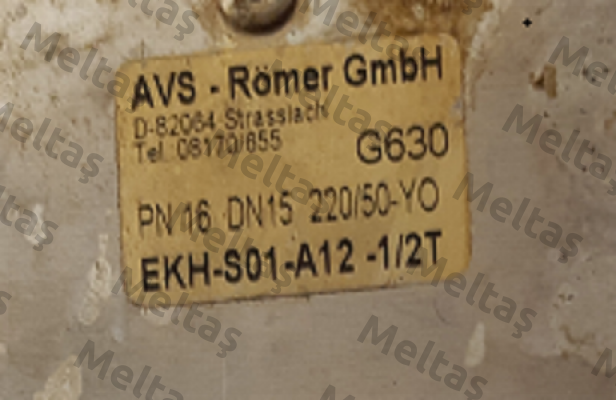 AVS - Römer GmbH
D-82064 Strasslach
Tel. 08170/855
G630
PN 16 DN15 220/50-YO
EKH-S01-A12 -1/2T
Meltaş